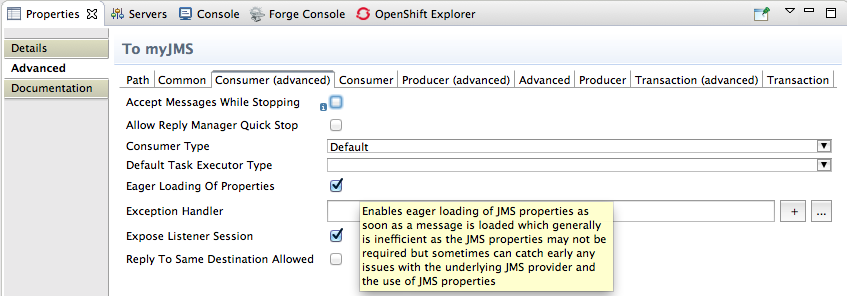 Properties Servers Console Forge Console OpenShift Explorer
Details
Advanced
Documentation
To myJMS
Path Common Consumer (advanced) Consumer Producer (advanced) Advanced Producer Transaction (advanced) Transaction
Accept Messages While Stopping
Allow Reply Manager Quick Stop
Consumer Type Default
Default Task Executor Type
Eager Loading Of Properties
Exception Handler + ...
Expose Listener Session
Reply To Same Destination Allowed
Enables eager loading of JMS properties as
soon as a message is loaded which generally
is inefficient as the JMS properties may not be
required but sometimes can catch early any
issues with the underlying JMS provider and
the use of JMS properties